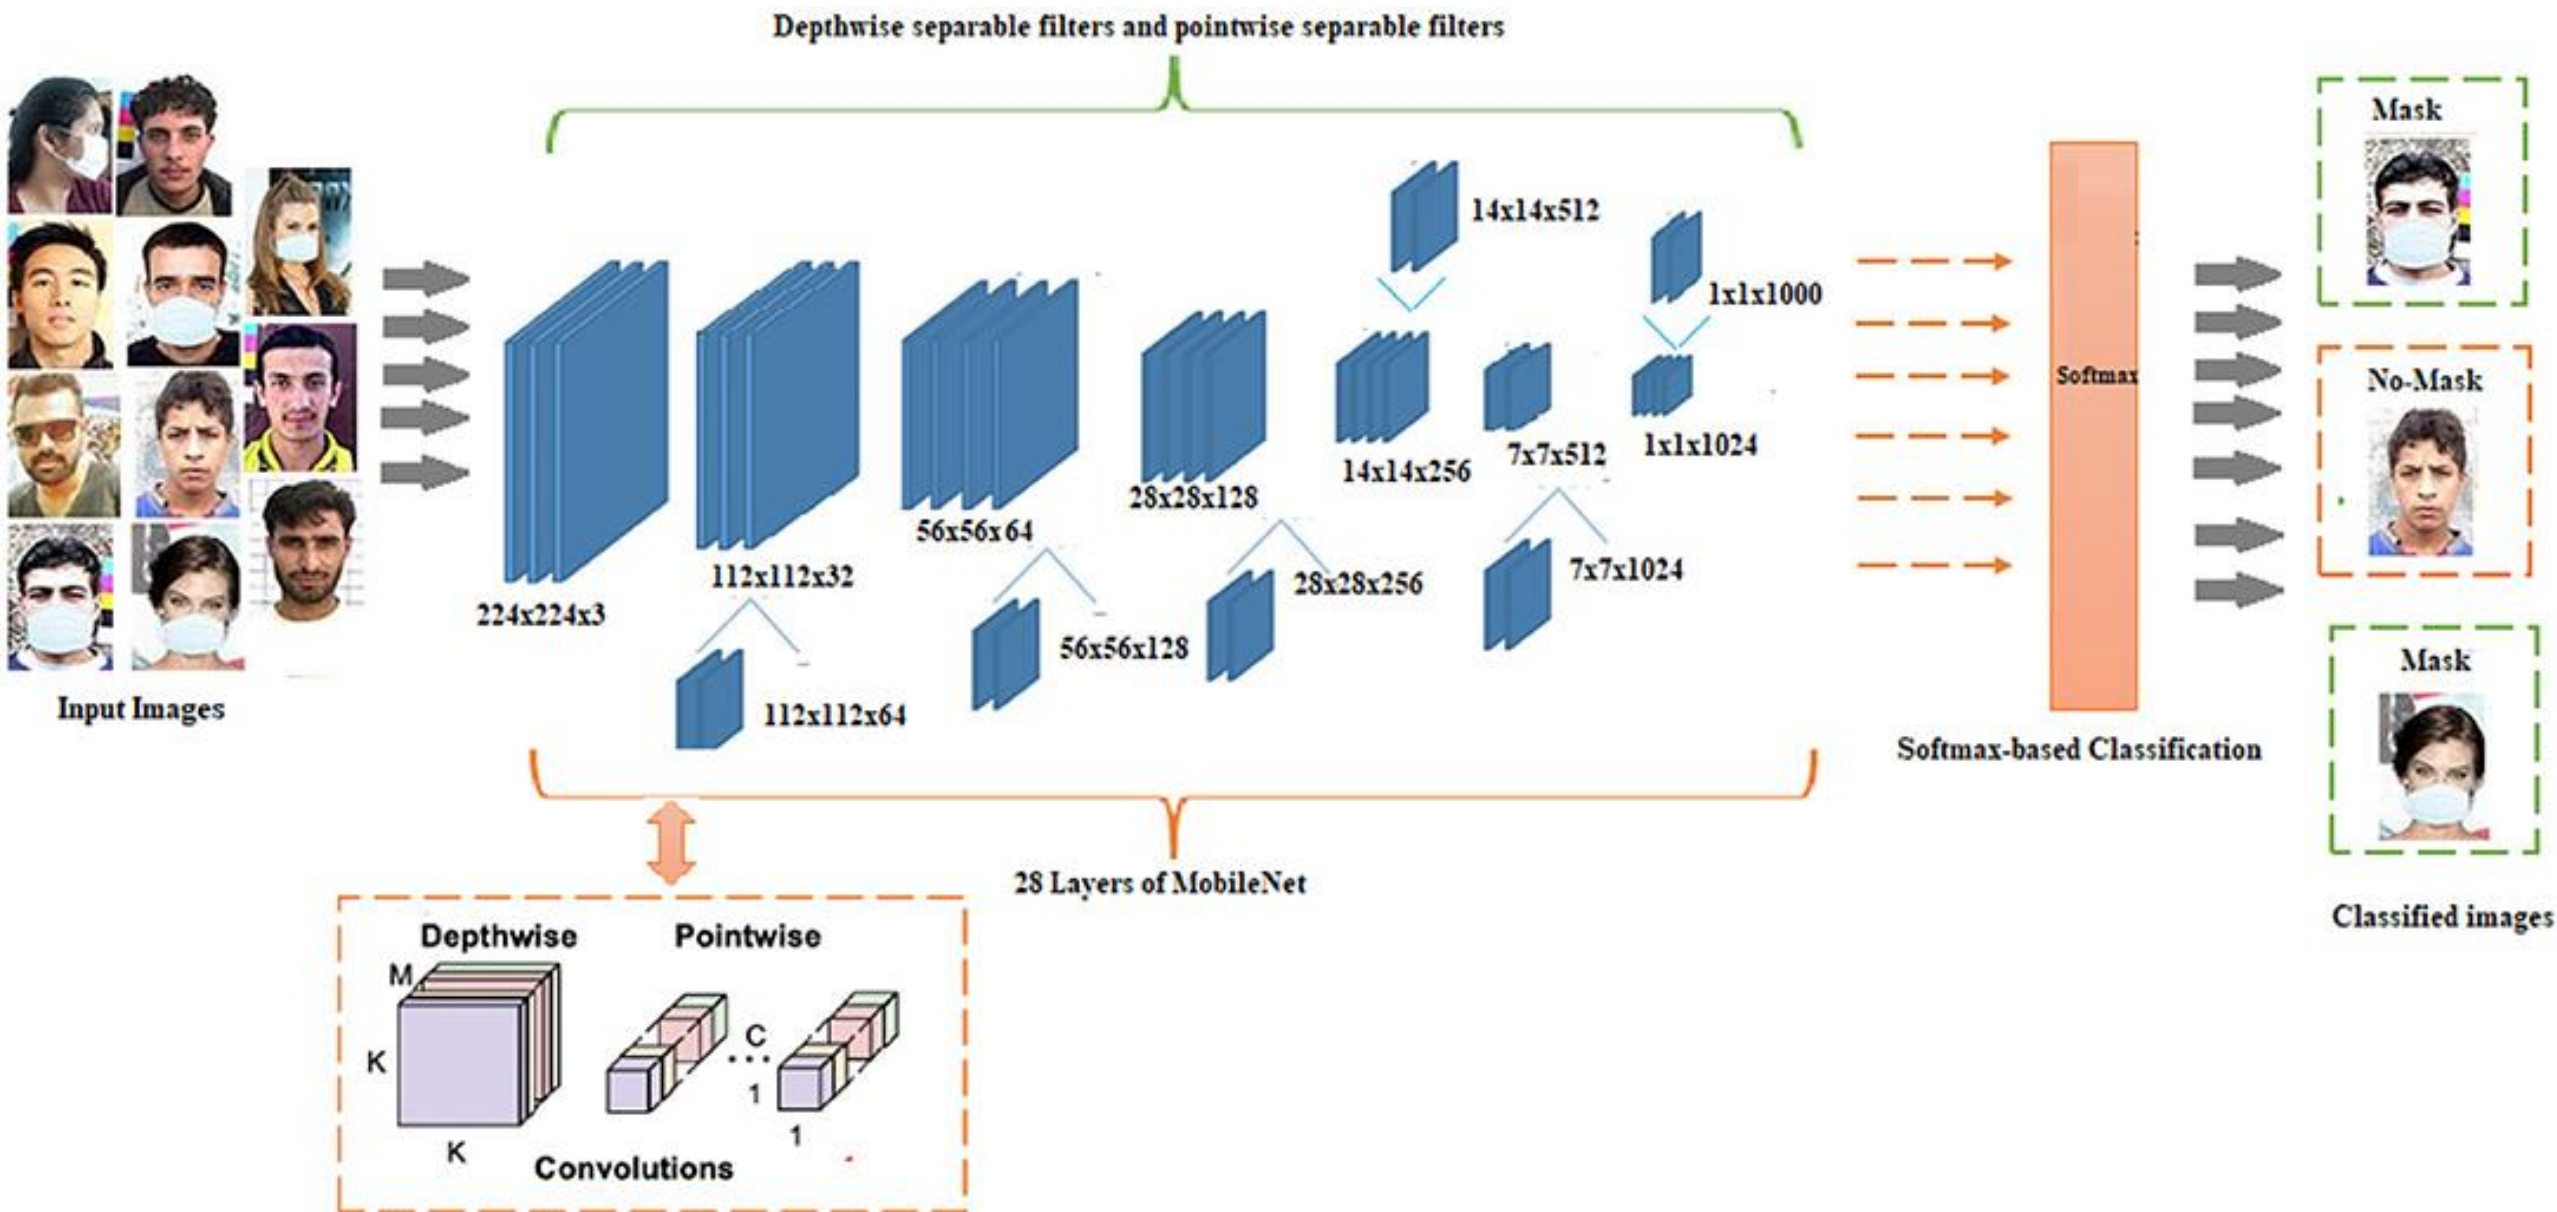 Depthwise separable filters and pointwise separable filters
Input Images
224x224x3
112x112x32
112x112x64
56x56x64
56x56x128
28x28x128
28x28x256
14x14x512
14x14x256
7x7x512
7x7x1024
1x1x1000
1x1x1024
28 Layers of MobileNet
Depthwise
Pointwise
M
K
K
C
...
1
1
Convolutions
Softmax
Softmax-based Classification
Mask
No-Mask
Mask
Classified images